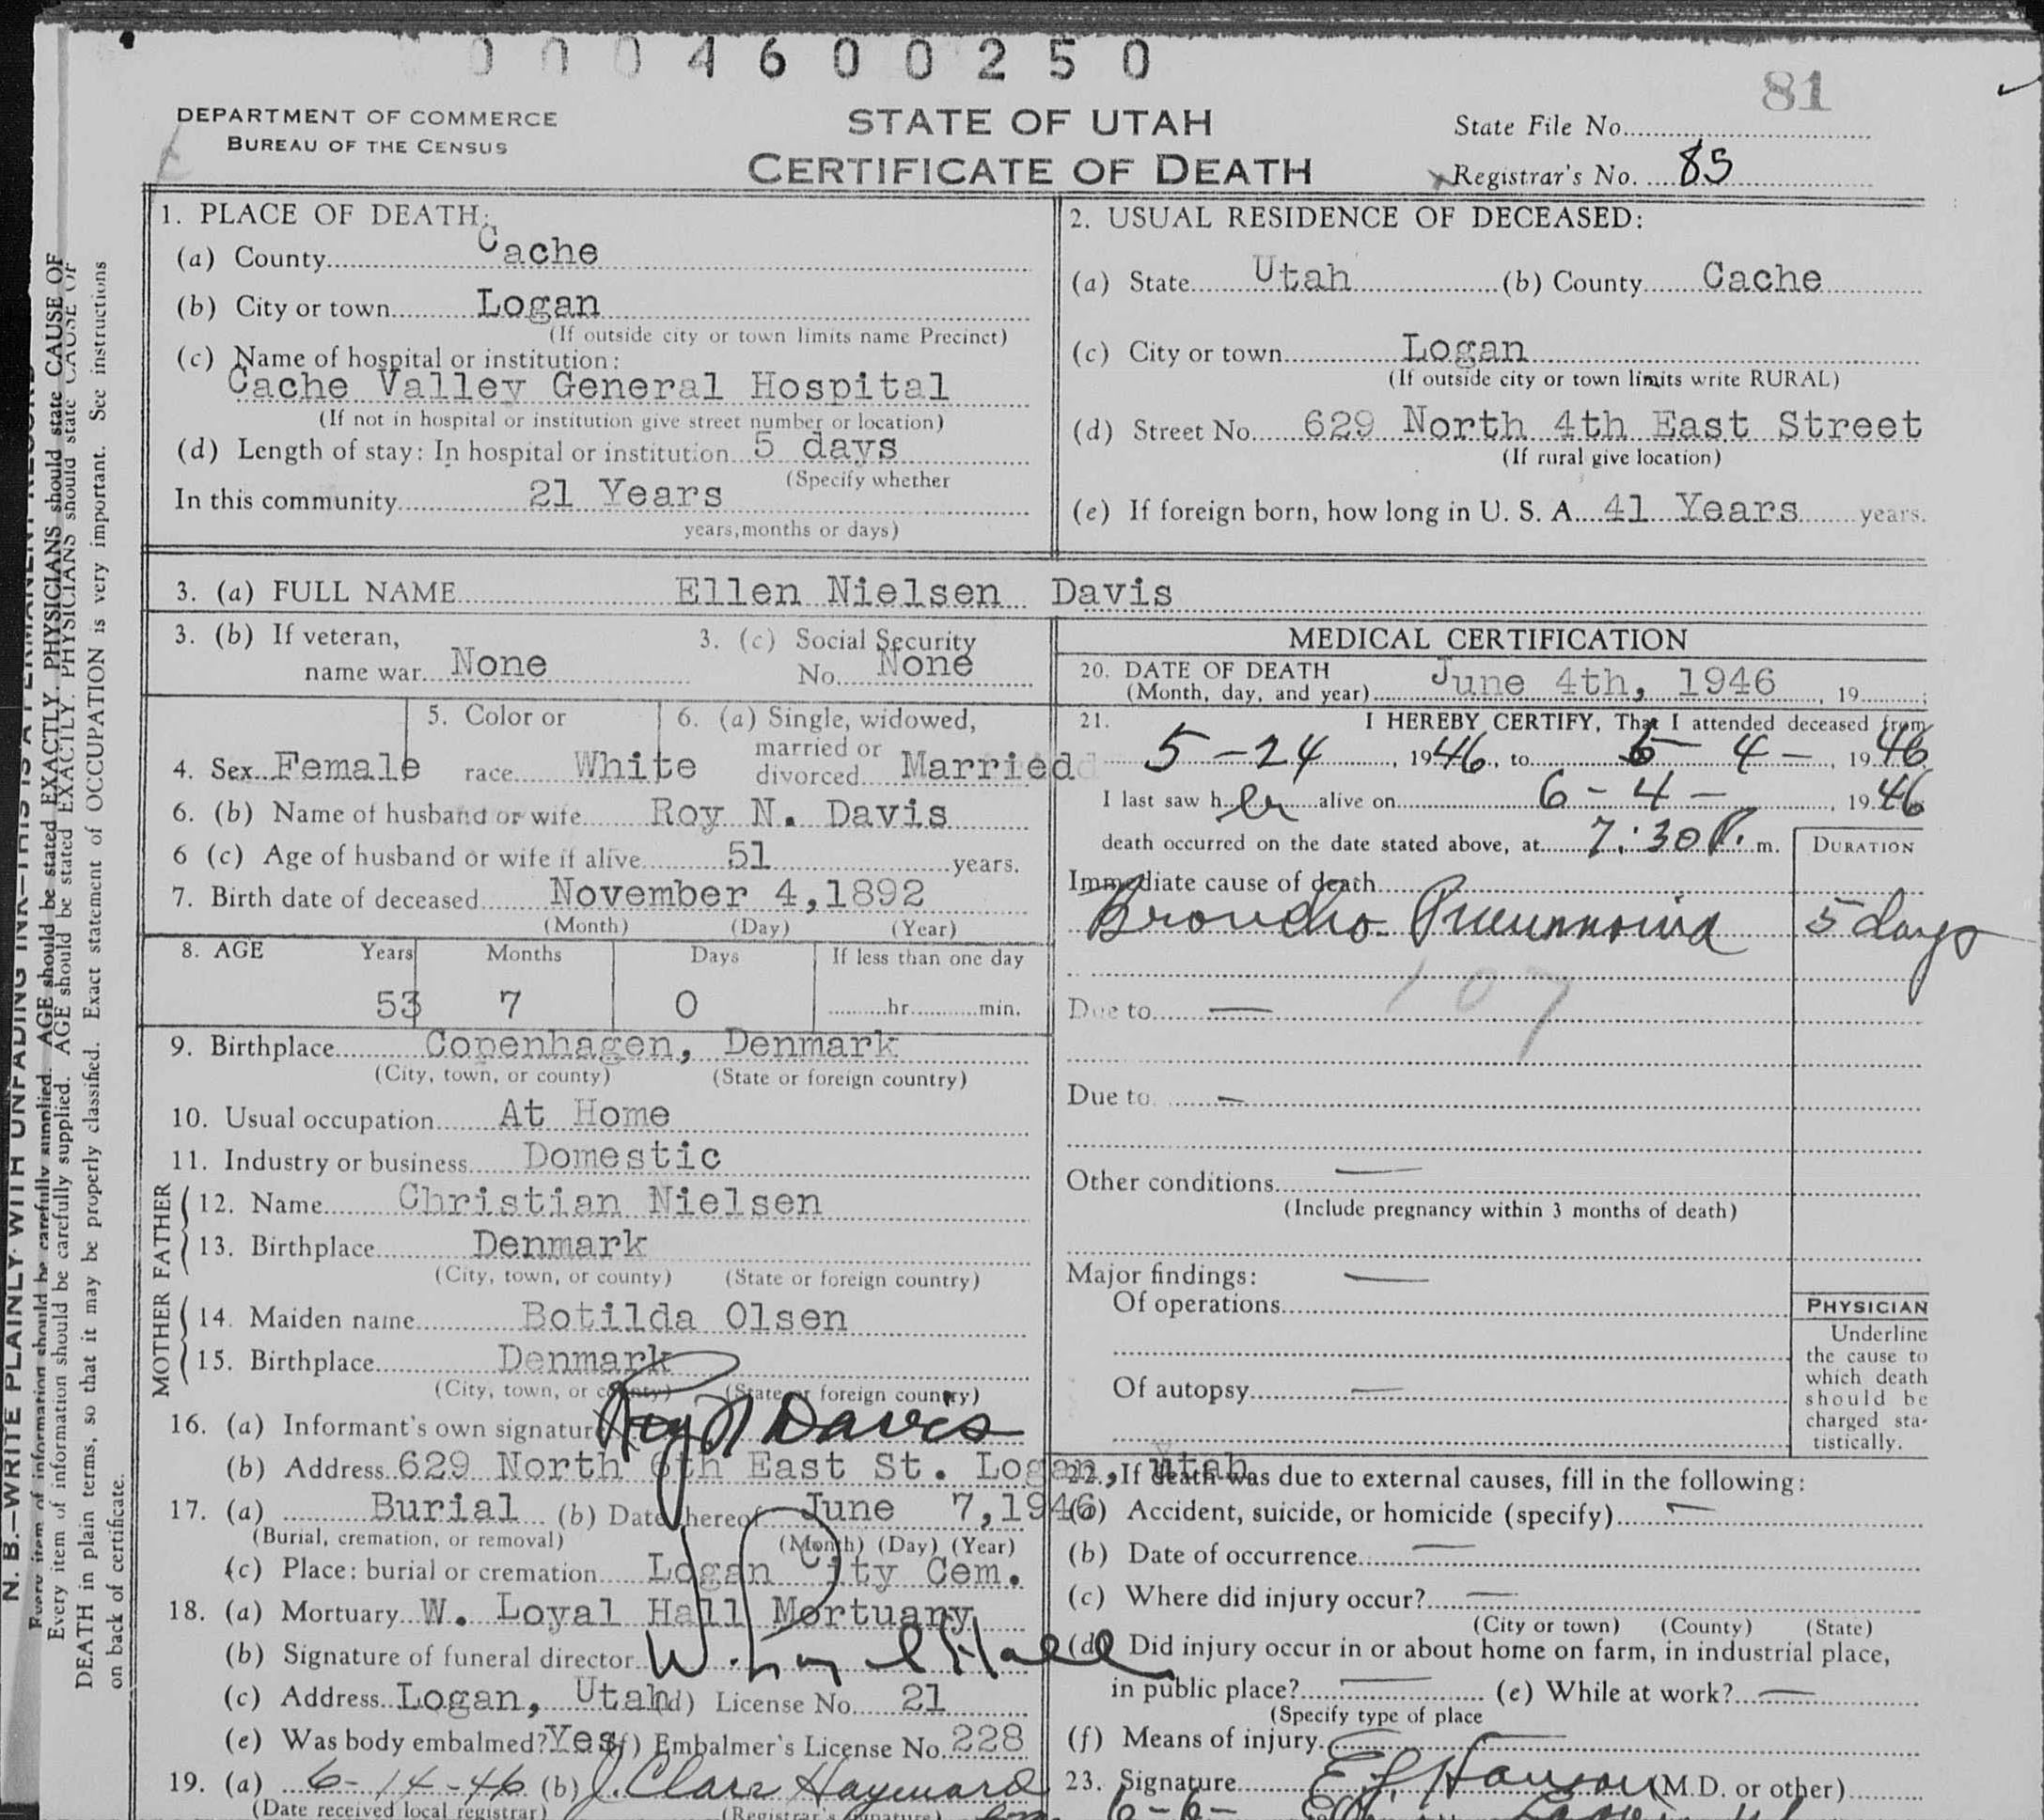 0004600250
81
DEPARTMENT OF COMMERCE
BUREAU OF THE CENSUS
STATE OF UTAH
CERTIFICATE OF DEATH
State File No.
Registrar's No. 85
1. PLACE OF DEATH:
(a) County Cache
(b) City or town Logan
(If outside city or town limits name Precinct)
(c) Name of hospital or institution:
Cache Valley General Hospital
(If not in hospital or institution give street number or location)
(d) Length of stay: In hospital or institution 5 days
(Specify whether
In this community 21 Years
years, months or days)
2. USUAL RESIDENCE OF DECEASED:
(a) State Utah (b) County Cache
(c) City or town Logan
(If outside city or town limits write RURAL)
(d) Street No. 629 North 4th East Street
(If rural give location)
(e) If foreign born, how long in U. S. A. 41 Years years.
3. (a) FULL NAME Ellen Nielsen Davis
3. (b) If veteran,
name war None
3. (c) Social Security
No. None
4. Sex Female
5. Color or
race White
6. (a) Single, widowed,
married or
divorced Married
6. (b) Name of husband or wife Roy N. Davis
6 (c) Age of husband or wife if alive 51 years.
7. Birth date of deceased November 4,1892
(Month) (Day) (Year)
8. AGE Years Months Days If less than one day
53 7 0 hr. min.
9. Birthplace Copenhagen, Denmark
(City, town, or county) (State or foreign country)
10. Usual occupation At Home
11. Industry or business Domestic
FATHER
12. Name Christian Nielsen
13. Birthplace Denmark
(City, town, or county) (State or foreign country)
MOTHER
14. Maiden name Botilda Olsen
15. Birthplace Denmark
(City, town, or county) (State or foreign country)
16. (a) Informant's own signature Roy N Davis
(b) Address 629 North 6th East St. Logan, Utah
17. (a) Burial (b) Date thereof June 7,1946
(Burial, cremation, or removal) (Month) (Day) (Year)
(c) Place: burial or cremation Logan City Cem.
18. (a) Mortuary W. Loyal Hall Mortuary
(b) Signature of funeral director W. Loyal Hall
(c) Address Logan, Utah (d) License No. 21
(e) Was body embalmed? Yes (f) Embalmer's License No. 228
19. (a) 6-14-46 (b) J. Clare Hayward
(Date received local registrar) (Registrar's signature)
MEDICAL CERTIFICATION
20. DATE OF DEATH
(Month, day, and year) June 4th, 1946, 19
21. I HEREBY CERTIFY, That I attended deceased from
5-24, 1946, to 6-4-, 1946
I last saw her alive on 6-4-, 1946
death occurred on the date stated above, at 7:30 P. m.
DURATION
Immediate cause of death
Broncho-Pneumonia 5 days
107
Due to —
Due to —
Other conditions —
(Include pregnancy within 3 months of death)
Major findings: —
Of operations
Of autopsy —
PHYSICIAN
Underline
the cause to
which death
should be
charged sta-
tistically.
22. If death was due to external causes, fill in the following:
(a) Accident, suicide, or homicide (specify) —
(b) Date of occurrence —
(c) Where did injury occur? —
(City or town) (County) (State)
(d) Did injury occur in or about home on farm, in industrial place,
in public place? — (e) While at work? —
(Specify type of place
(f) Means of injury
23. Signature (M.D. or other)
6-6-
N. B.—WRITE PLAINLY WITH UNFADING INK—THIS IS A PERMANENT RECORD
Every item of information should be carefully supplied. AGE should be stated EXACTLY. PHYSICIANS should state CAUSE OF
Every item of information should be carefully supplied. AGE should be stated EXACTLY. PHYSICIANS should state CAUSE OF
DEATH in plain terms, so that it may be properly classified. Exact statement of OCCUPATION is very important. See instructions
on back of certificate.